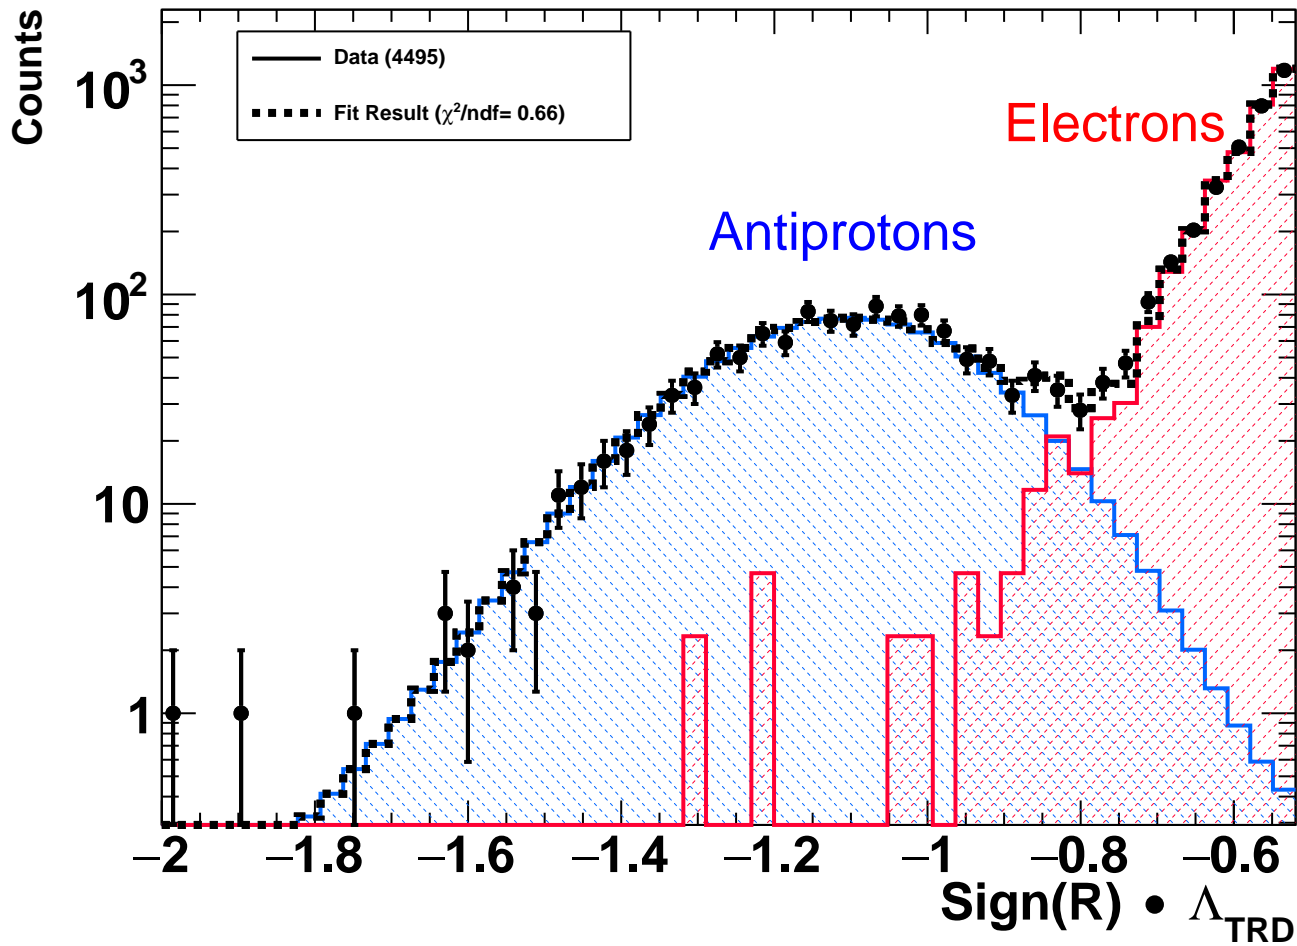 Counts
Data (4495)
Fit Result (χ²/ndf= 0.66)
Electrons
Antiprotons
10³
10²
10
1
−2 −1.8 −1.6 −1.4 −1.2 −1 −0.8 −0.6
Sign(R) • Λ_TRD